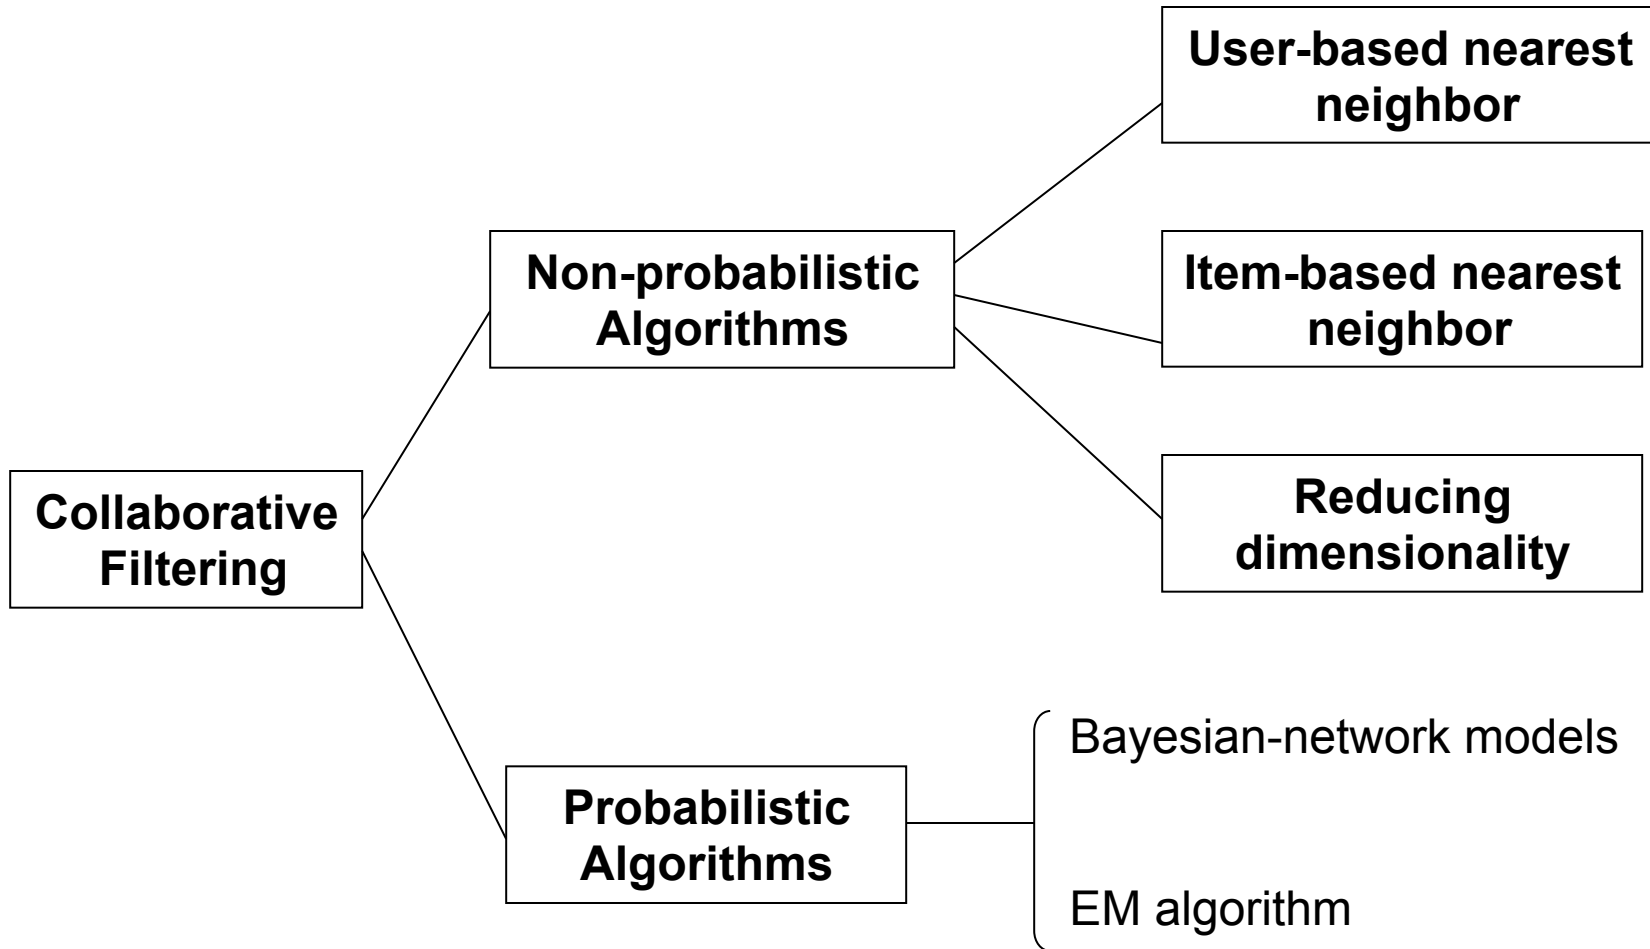 User-based nearest
neighbor
Non-probabilistic
Algorithms
Item-based nearest
neighbor
Reducing
dimensionality
Collaborative
Filtering
Probabilistic
Algorithms
Bayesian-network models
EM algorithm